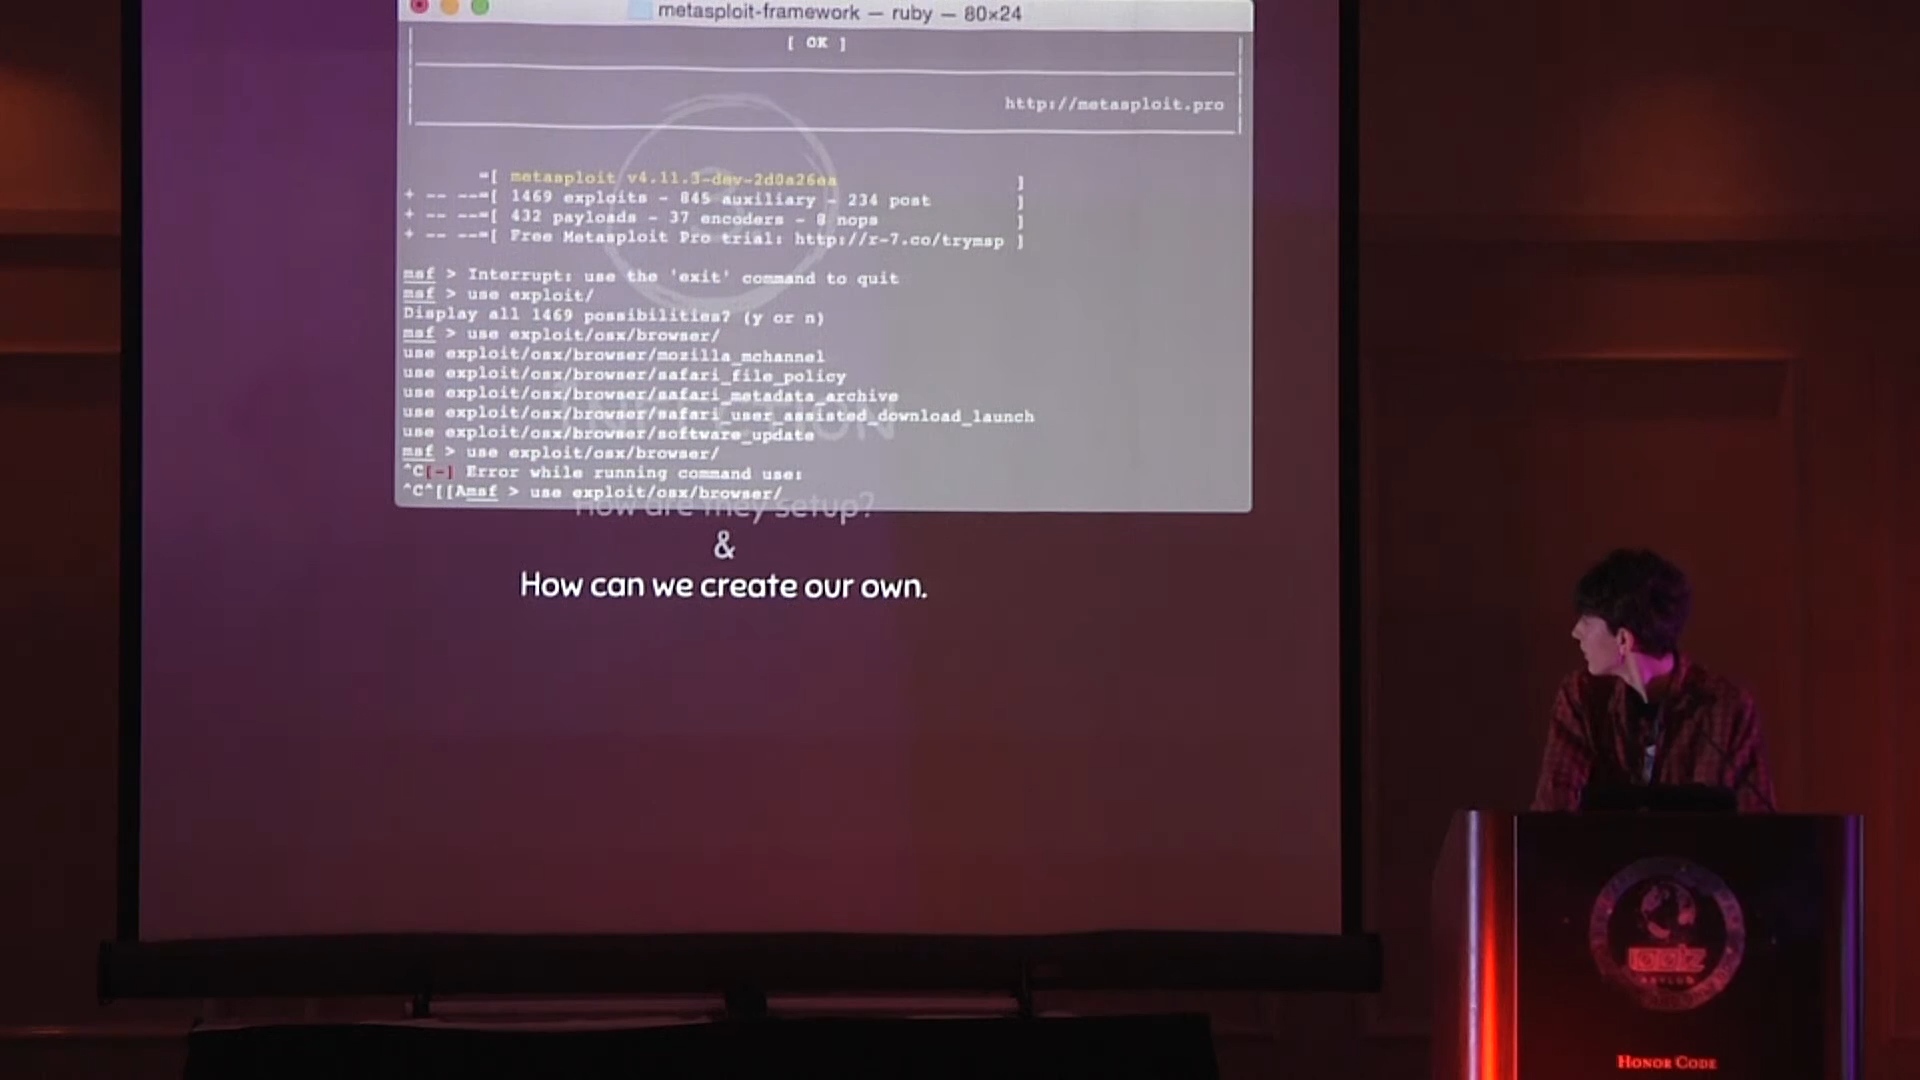 metasploit-framework — ruby — 80×24
[ OK ]
http://metasploit.pro
=[ metasploit v4.11.3-dev-2d0a26ea ]
+ -- --=[ 1469 exploits - 845 auxiliary - 234 post ]
+ -- --=[ 432 payloads - 37 encoders - 8 nops ]
+ -- --=[ Free Metasploit Pro trial: http://r-7.co/trymsp ]
msf > Interrupt: use the 'exit' command to quit
msf > use exploit/
Display all 1469 possibilities? (y or n)
msf > use exploit/osx/browser/
use exploit/osx/browser/mozilla_mchannel
use exploit/osx/browser/safari_file_policy
use exploit/osx/browser/safari_metadata_archive
use exploit/osx/browser/safari_user_assisted_download_launch
use exploit/osx/browser/software_update
msf > use exploit/osx/browser/
^C[-] Error while running command use:
^C^[[Amsf > use exploit/osx/browser/
How are they setup?
&
How can we create our own.
HONOR CODE